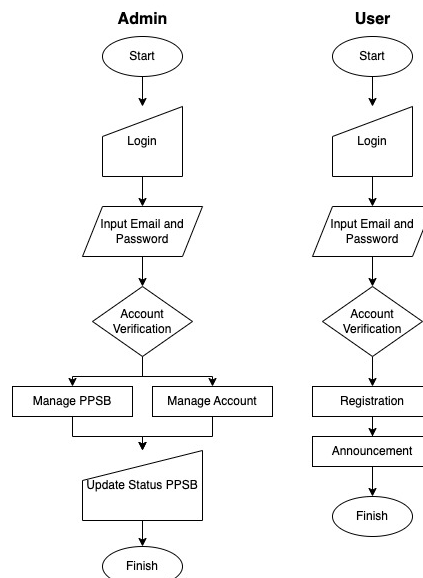 Admin
Start
Login
Input Email and
Password
Account
Verification
Manage PPSB
Manage Account
Update Status PPSB
Finish
User
Start
Login
Input Email and
Password
Account
Verification
Registration
Announcement
Finish